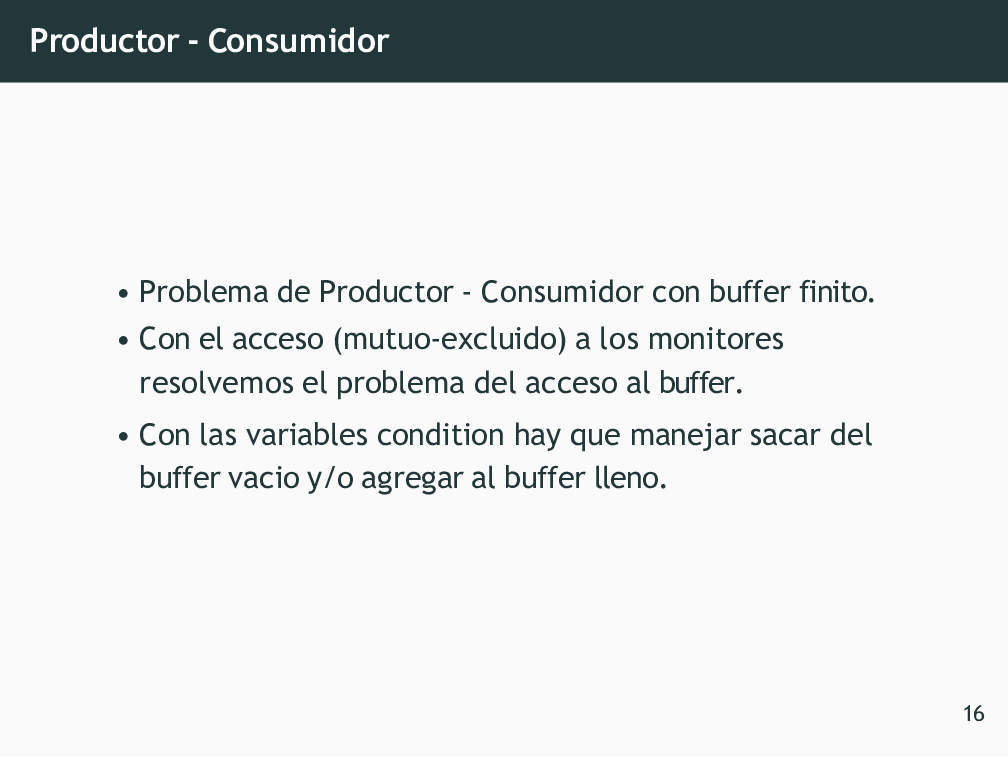 Productor - Consumidor
• Problema de Productor - Consumidor con buffer finito.
• Con el acceso (mutuo-excluido) a los monitores
resolvemos el problema del acceso al buffer.
• Con las variables condition hay que manejar sacar del
buffer vacio y/o agregar al buffer lleno.
16